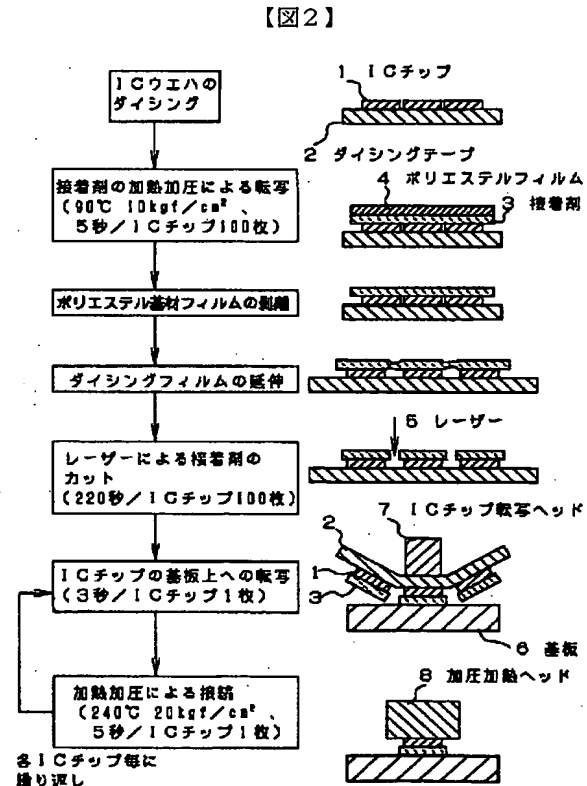 【図２】
ＩＣウエハの
ダイシング
１ ＩＣチップ
２ ダイシングテープ
接着剤の加熱加圧による転写
(90℃ 10kgf/cm²、
5秒/ＩＣチップ100枚)
４ ポリエステルフィルム
３ 接着剤
ポリエステル基材フィルムの剥離
ダイシングフィルムの延伸
５ レーザー
レーザーによる接着剤の
カット
(220秒/ＩＣチップ100枚)
７ ＩＣチップ転写ヘッド
２
１
３
ＩＣチップの基板上への転写
(3秒/ＩＣチップ1枚)
６ 基板
８ 加圧加熱ヘッド
加熱加圧による接続
(240℃ 20kgf/cm²、
5秒/ＩＣチップ1枚)
各ＩＣチップ毎に
繰り返し